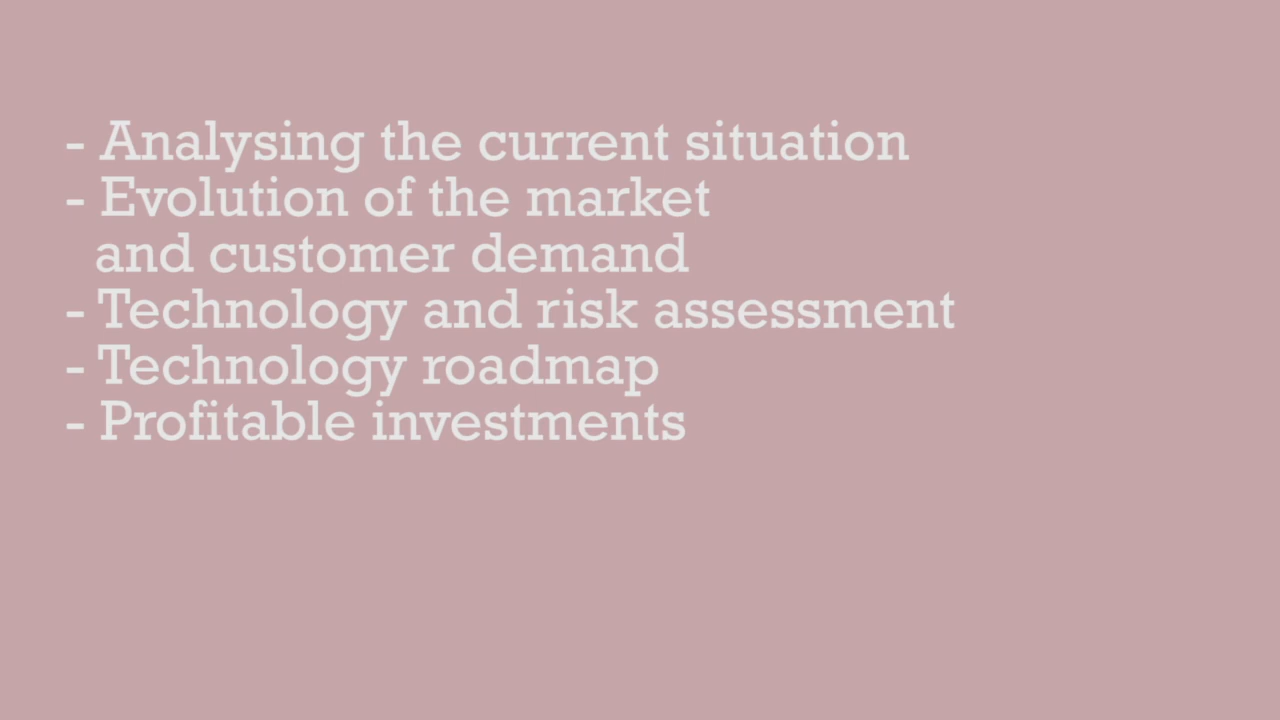 - Analysing the current situation
- Evolution of the market
and customer demand
- Technology and risk assessment
- Technology roadmap
- Profitable investments